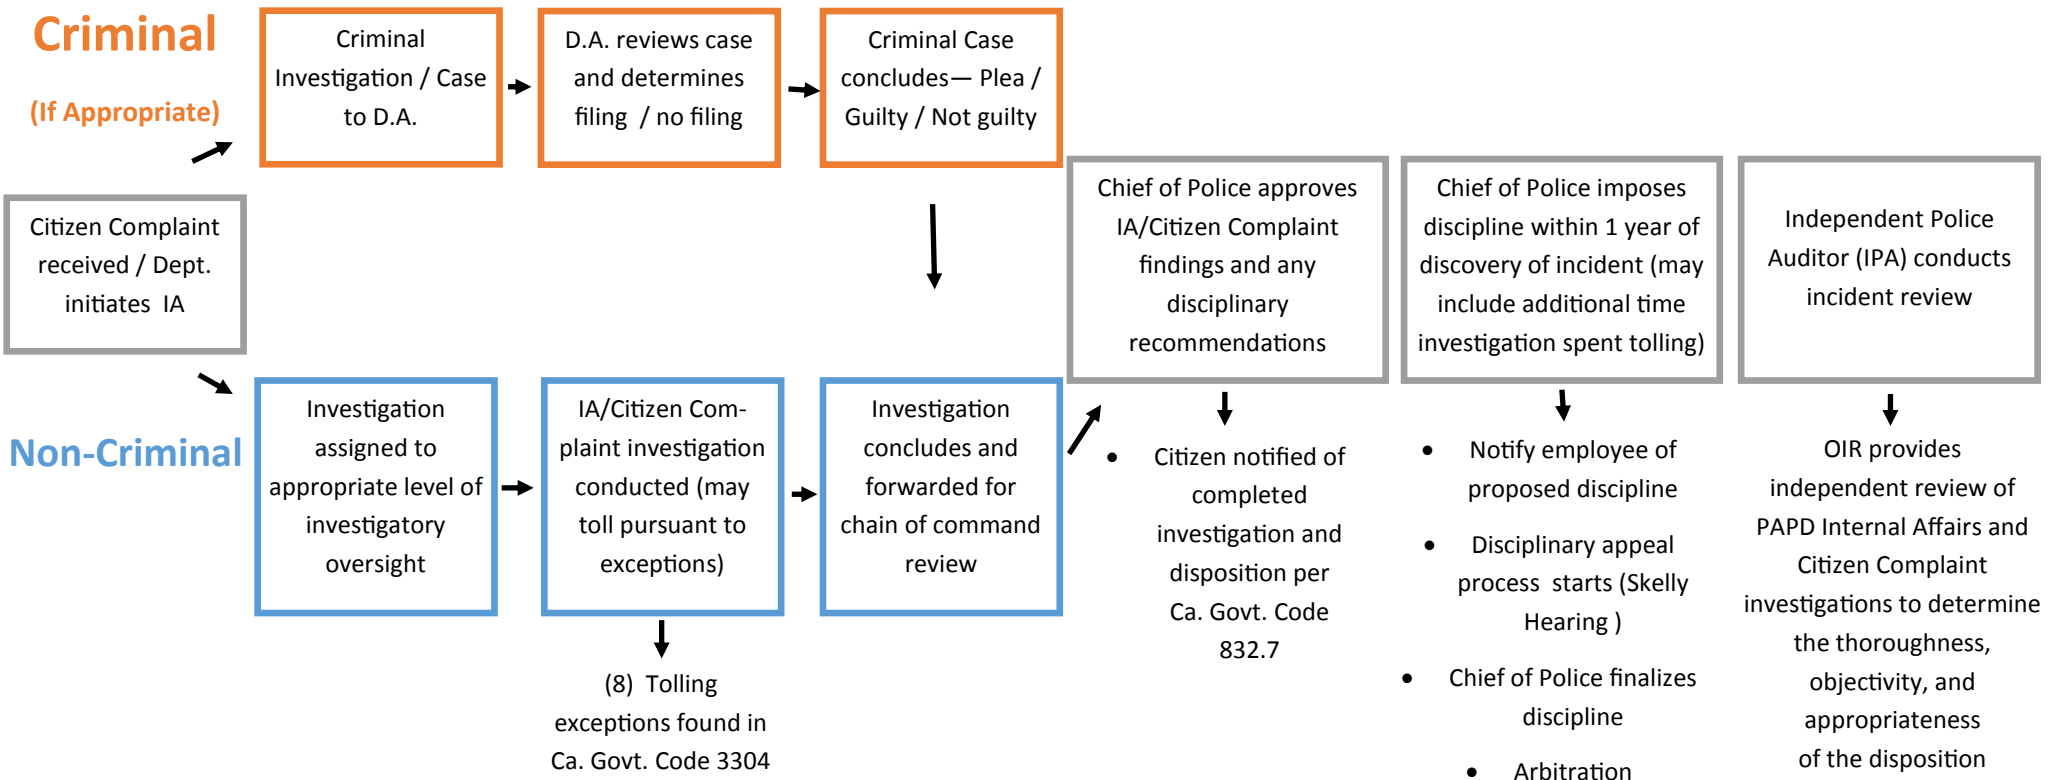 Criminal
(If Appropriate)
Criminal
Investigation / Case
to D.A.
D.A. reviews case
and determines
filing / no filing
Criminal Case
concludes— Plea /
Guilty / Not guilty
Citizen Complaint
received / Dept.
initiates IA
Chief of Police approves
IA/Citizen Complaint
findings and any
disciplinary
recommendations
Chief of Police imposes
discipline within 1 year of
discovery of incident (may
include additional time
investigation spent tolling)
Independent Police
Auditor (IPA) conducts
incident review
Non-Criminal
Investigation
assigned to
appropriate level of
investigatory
oversight
IA/Citizen Com-
plaint investigation
conducted (may
toll pursuant to
exceptions)
Investigation
concludes and
forwarded for
chain of command
review
(8) Tolling
exceptions found in
Ca. Govt. Code 3304
• Citizen notified of
completed
investigation and
disposition per
Ca. Govt. Code
832.7
• Notify employee of
proposed discipline
• Disciplinary appeal
process starts (Skelly
Hearing )
• Chief of Police finalizes
discipline
• Arbitration
OIR provides
independent review of
PAPD Internal Affairs and
Citizen Complaint
investigations to determine
the thoroughness,
objectivity, and
appropriateness
of the disposition